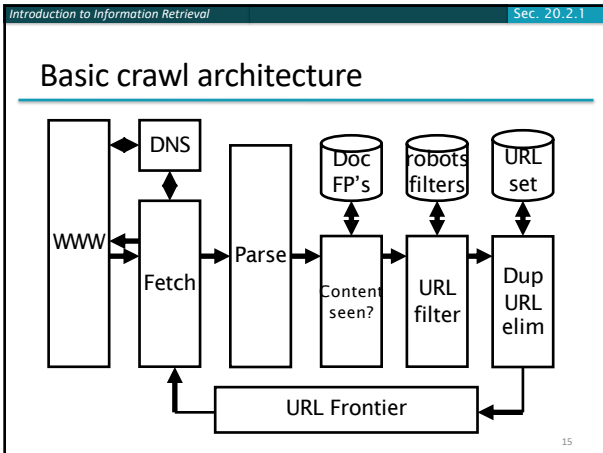 Introduction to Information Retrieval
Sec. 20.2.1
Basic crawl architecture
WWW
DNS
Fetch
Parse
Doc
FP's
Content
seen?
robots
filters
URL
filter
URL
set
Dup
URL
elim
URL Frontier
15